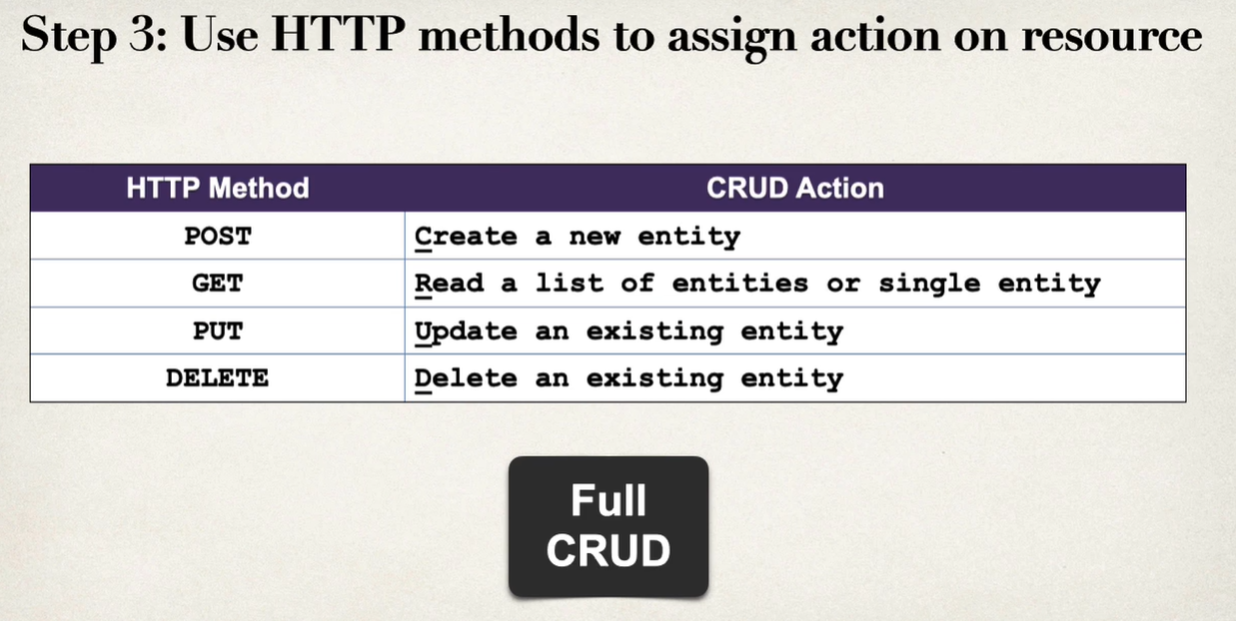 Step 3: Use HTTP methods to assign action on resource
HTTP Method CRUD Action
POST Create a new entity
GET Read a list of entities or single entity
PUT Update an existing entity
DELETE Delete an existing entity
Full
CRUD